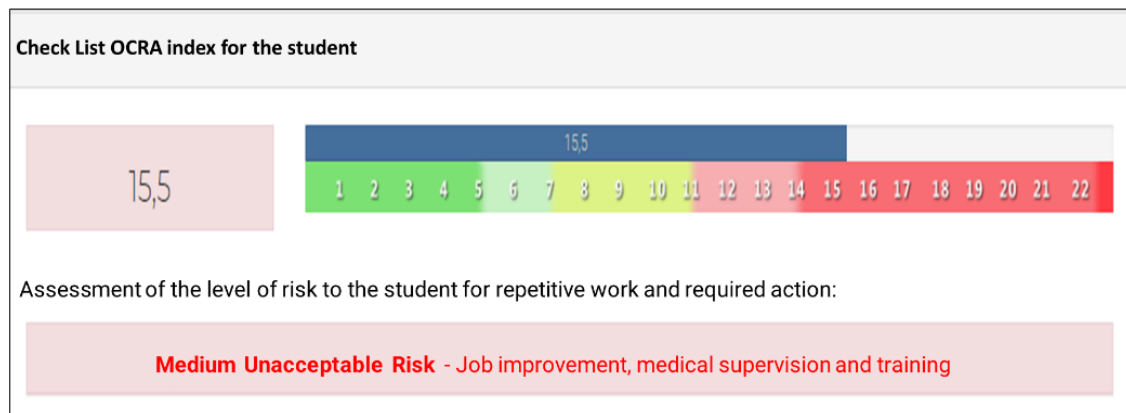 Check List OCRA index for the student
15,5
15,5
1 2 3 4 5 6 7 8 9 10 11 12 13 14 15 16 17 18 19 20 21 22
Assessment of the level of risk to the student for repetitive work and required action:
Medium Unacceptable Risk - Job improvement, medical supervision and training